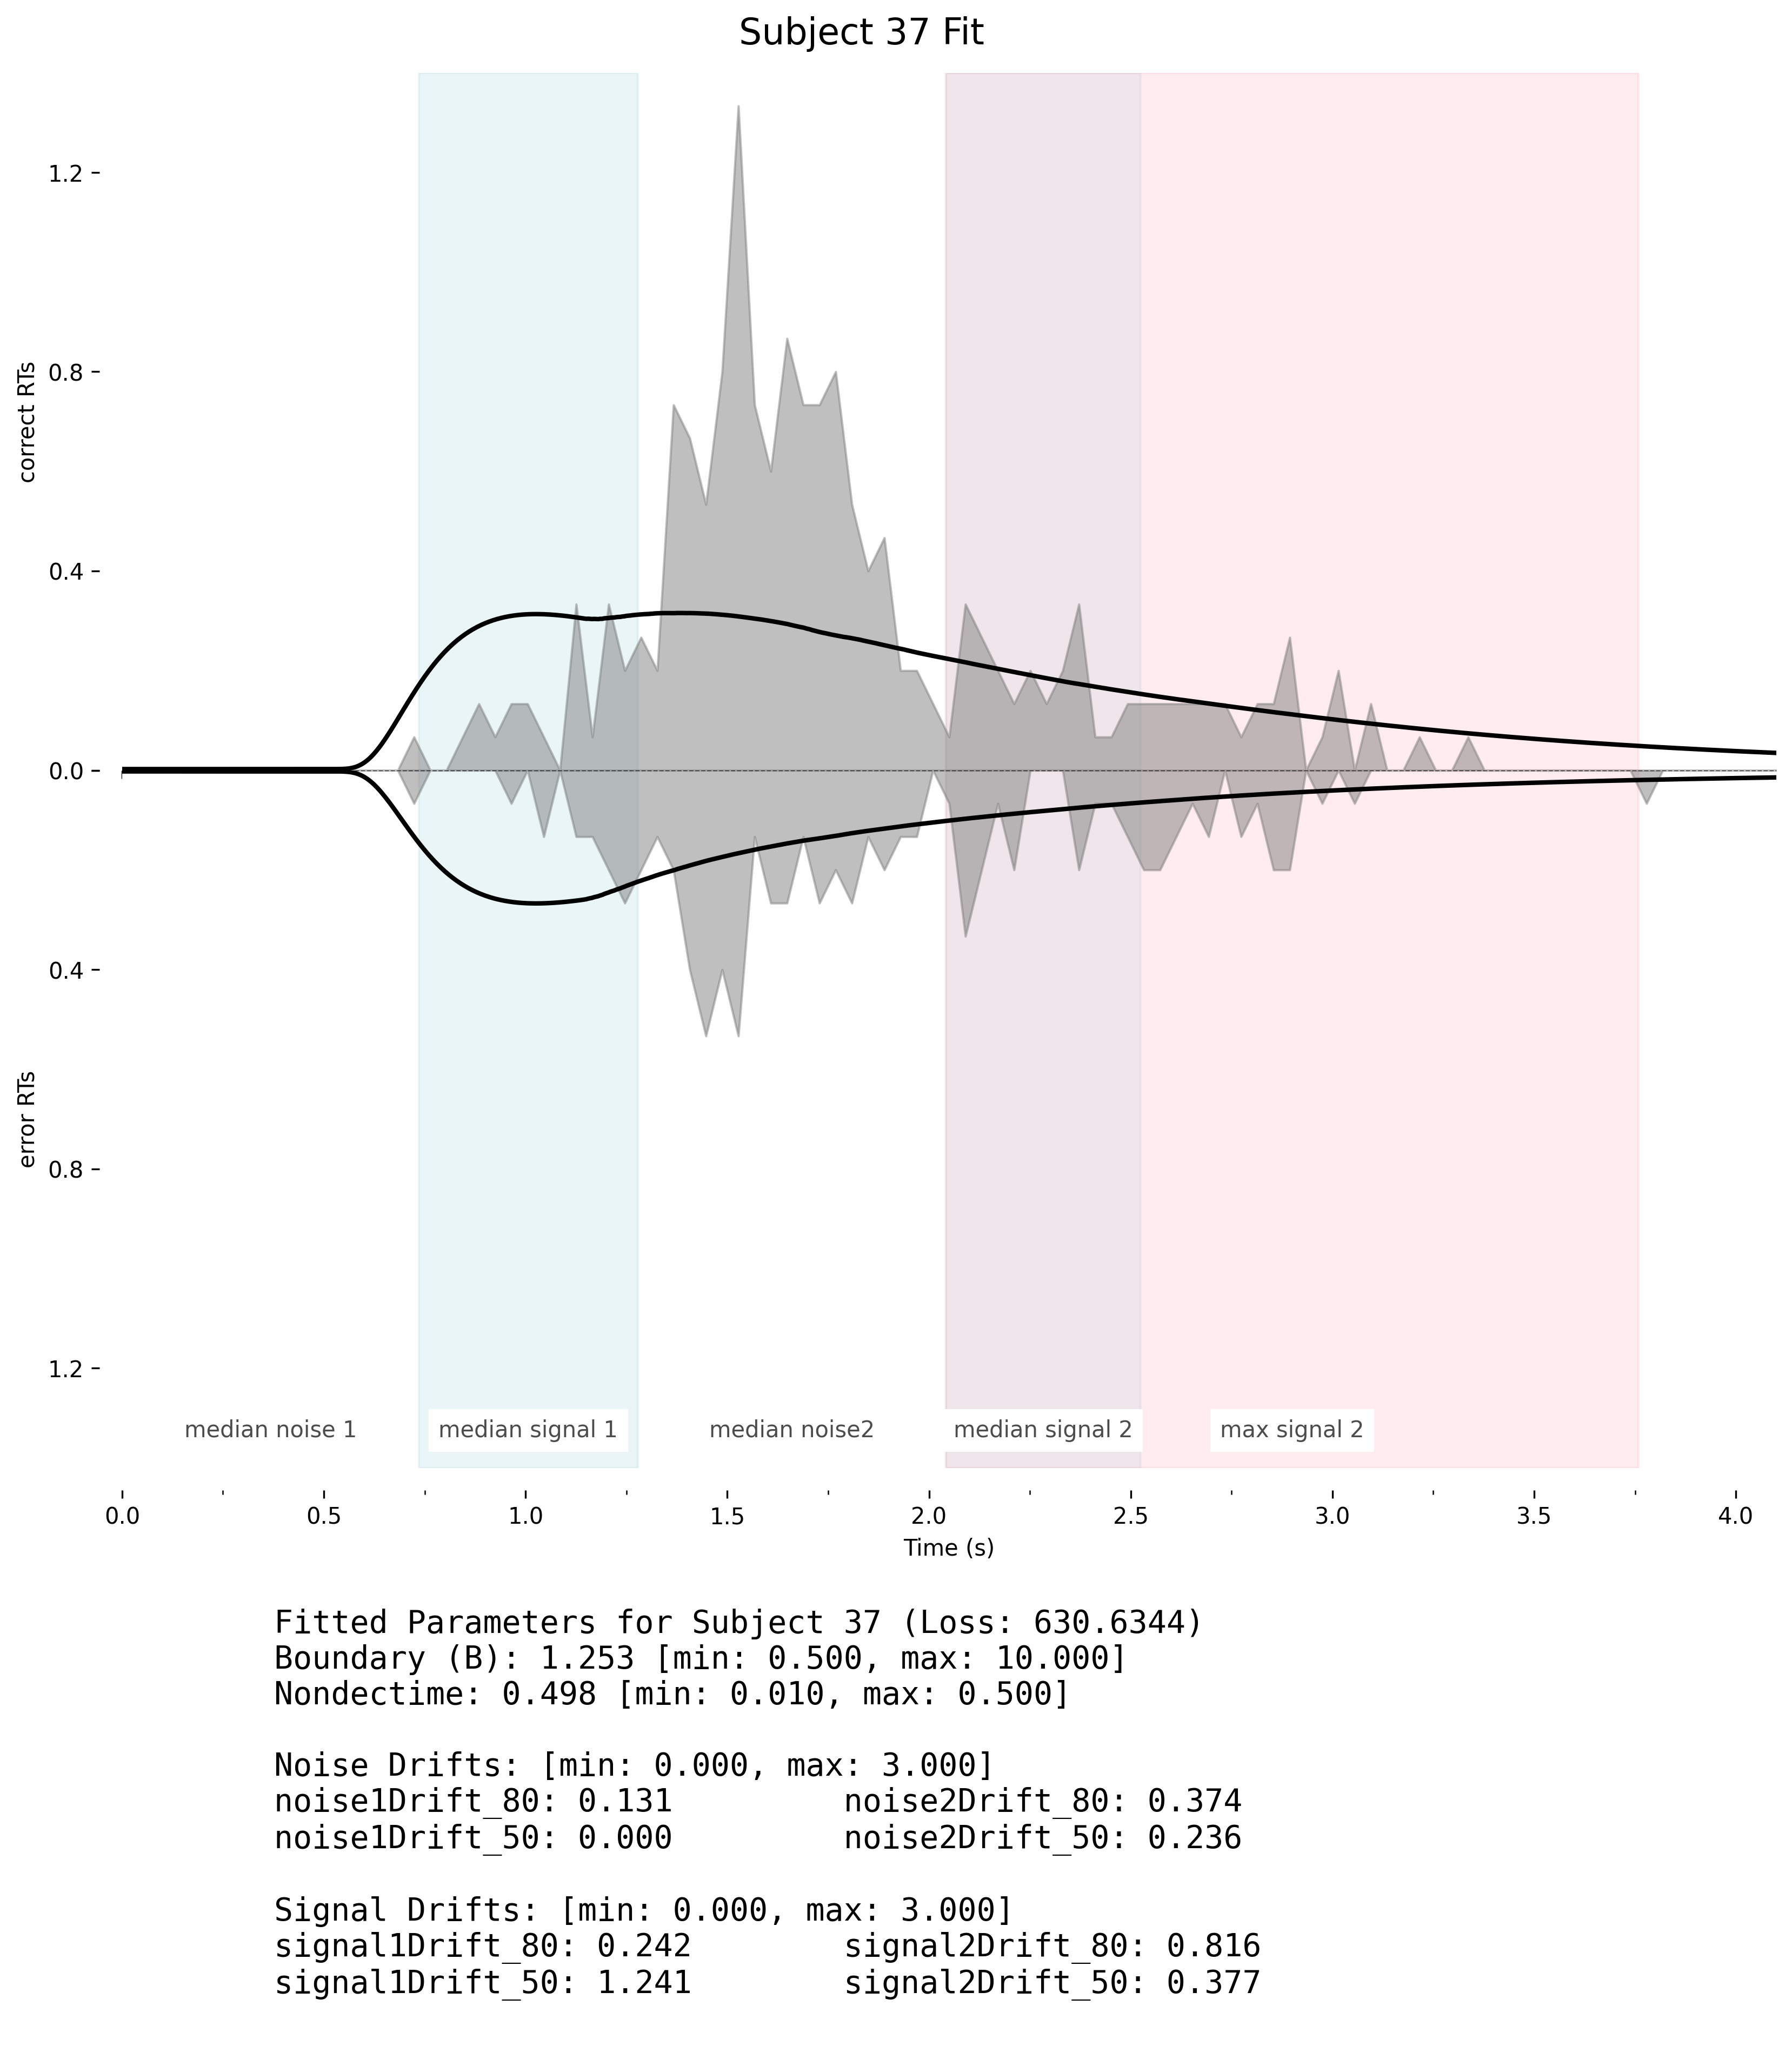 Subject 37 Fit
1.2
0.8
0.4
0.0
0.4
0.8
1.2
correct RTs
error RTs
median noise 1
median signal 1
median noise2
median signal 2
max signal 2
0.0
0.5
1.0
1.5
2.0
2.5
3.0
3.5
4.0
Time (s)
Fitted Parameters for Subject 37 (Loss: 630.6344)
Boundary (B): 1.253 [min: 0.500, max: 10.000]
Nondectime: 0.498 [min: 0.010, max: 0.500]
Noise Drifts: [min: 0.000, max: 3.000]
noise1Drift_80: 0.131 noise2Drift_80: 0.374
noise1Drift_50: 0.000 noise2Drift_50: 0.236
Signal Drifts: [min: 0.000, max: 3.000]
signal1Drift_80: 0.242 signal2Drift_80: 0.816
signal1Drift_50: 1.241 signal2Drift_50: 0.377